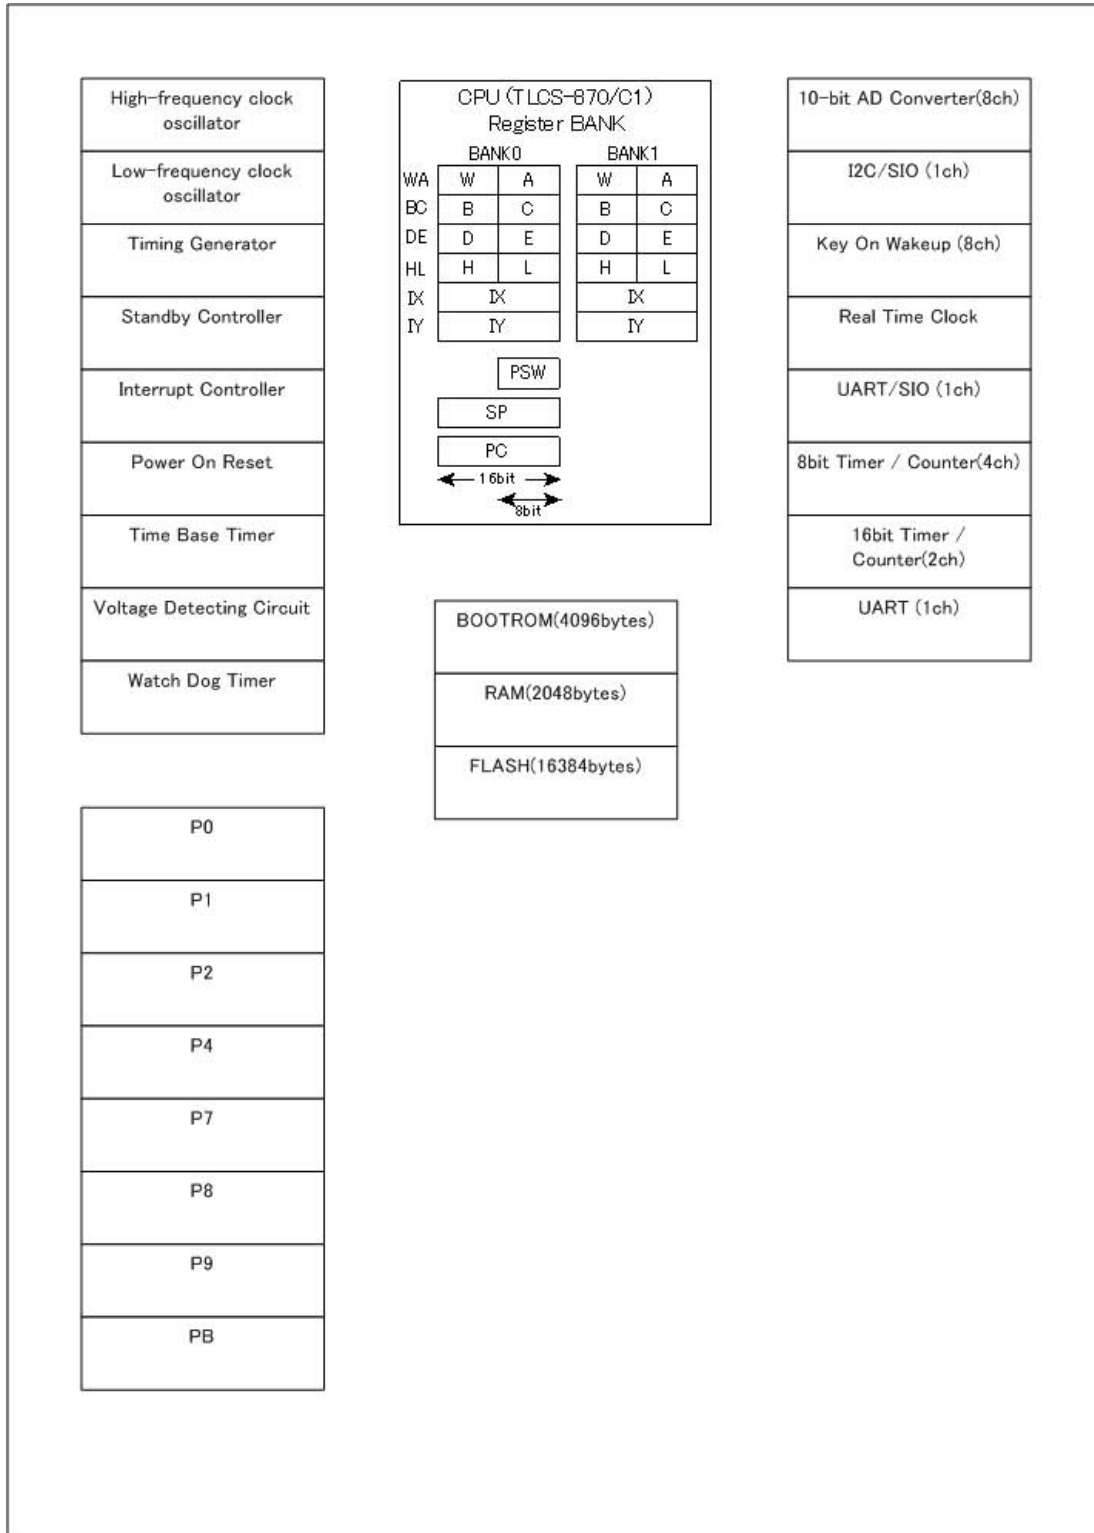 High-frequency clock
oscillator
Low-frequency clock
oscillator
Timing Generator
Standby Controller
Interrupt Controller
Power On Reset
Time Base Timer
Voltage Detecting Circuit
Watch Dog Timer
P0
P1
P2
P4
P7
P8
P9
PB
CPU (TLCS-870/C1)
Register BANK
BANK0 BANK1
WA W A W A
BC B C B C
DE D E D E
HL H L H L
IX IX IX
IY IY IY
PSW
SP
PC
16bit
8bit
BOOTROM(4096bytes)
RAM(2048bytes)
FLASH(16384bytes)
10-bit AD Converter(8ch)
I2C/SIO (1ch)
Key On Wakeup (8ch)
Real Time Clock
UART/SIO (1ch)
8bit Timer / Counter(4ch)
16bit Timer /
Counter(2ch)
UART (1ch)